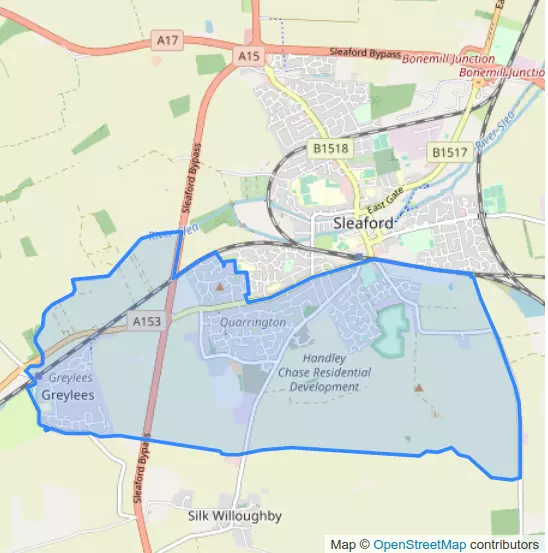 A17
A15
Sleaford Bypass
Bonemill Junction
Bonemill Junction
Sleaford Bypass
B1518
B1517
River Slea
East Gate
Sleaford
River Slea
A153
Quarrington
Handley
Chase Residential
Development
Greylees
Greylees
Sleaford Bypass
Silk Willoughby
Map © OpenStreetMap contributors